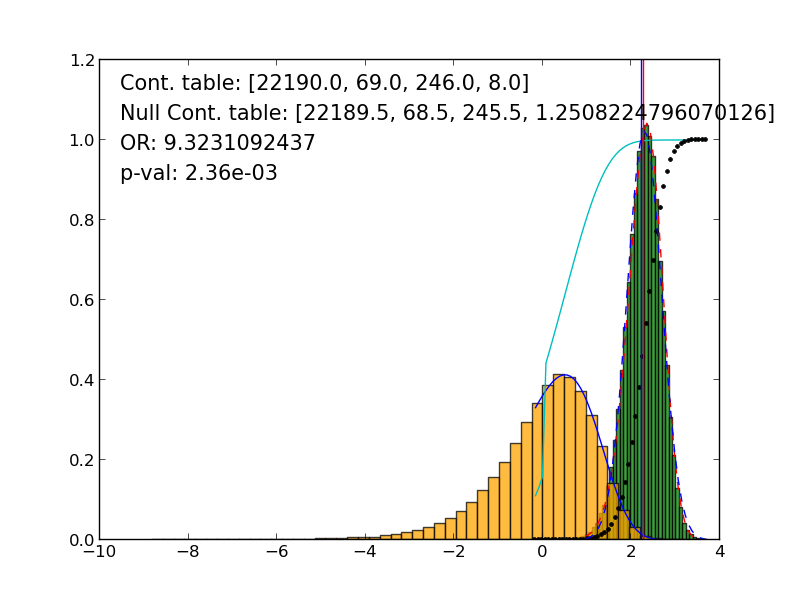 Cont. table: [22190.0, 69.0, 246.0, 8.0]
Null Cont. table: [22189.5, 68.5, 245.5, 1.2508224796070126]
OR: 9.3231092437
p-val: 2.36e-03
1.2
1.0
0.8
0.6
0.4
0.2
0.0
−10 −8 −6 −4 −2 0 2 4